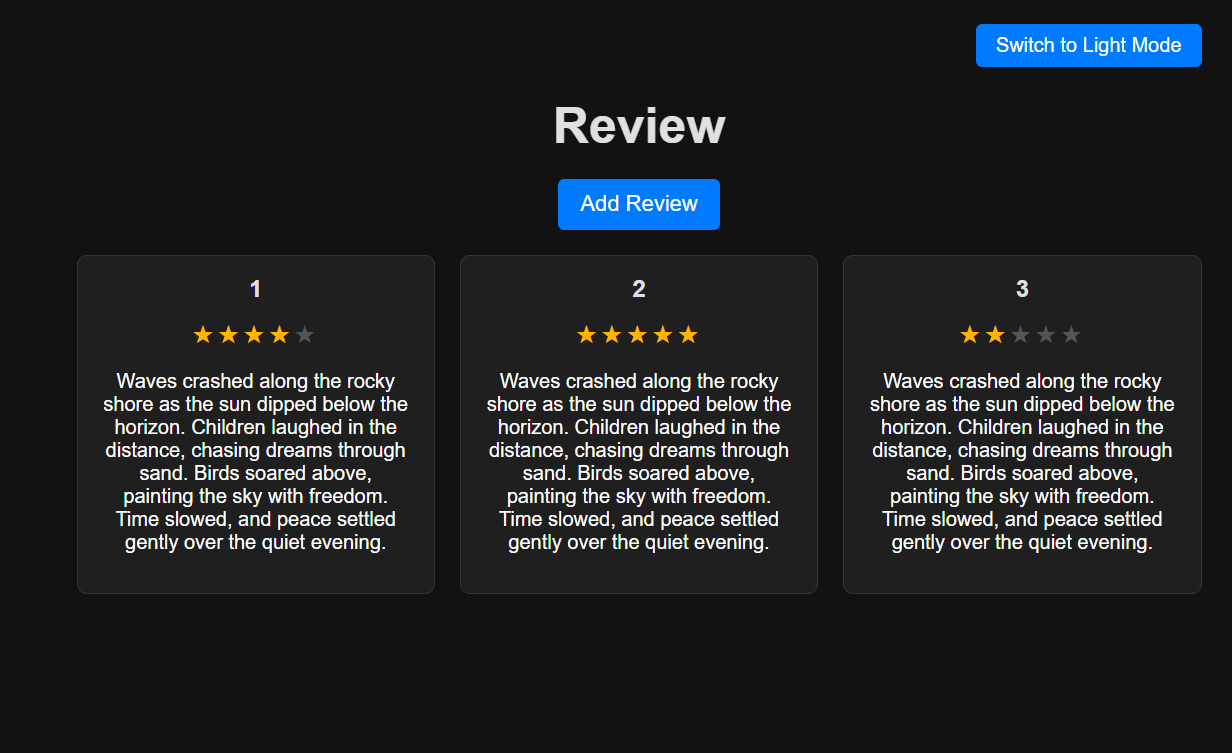 Switch to Light Mode
Review
Add Review
1
★★★★★
Waves crashed along the rocky
shore as the sun dipped below the
horizon. Children laughed in the
distance, chasing dreams through
sand. Birds soared above,
painting the sky with freedom.
Time slowed, and peace settled
gently over the quiet evening.
2
★★★★★
Waves crashed along the rocky
shore as the sun dipped below the
horizon. Children laughed in the
distance, chasing dreams through
sand. Birds soared above,
painting the sky with freedom.
Time slowed, and peace settled
gently over the quiet evening.
3
★★★★★
Waves crashed along the rocky
shore as the sun dipped below the
horizon. Children laughed in the
distance, chasing dreams through
sand. Birds soared above,
painting the sky with freedom.
Time slowed, and peace settled
gently over the quiet evening.